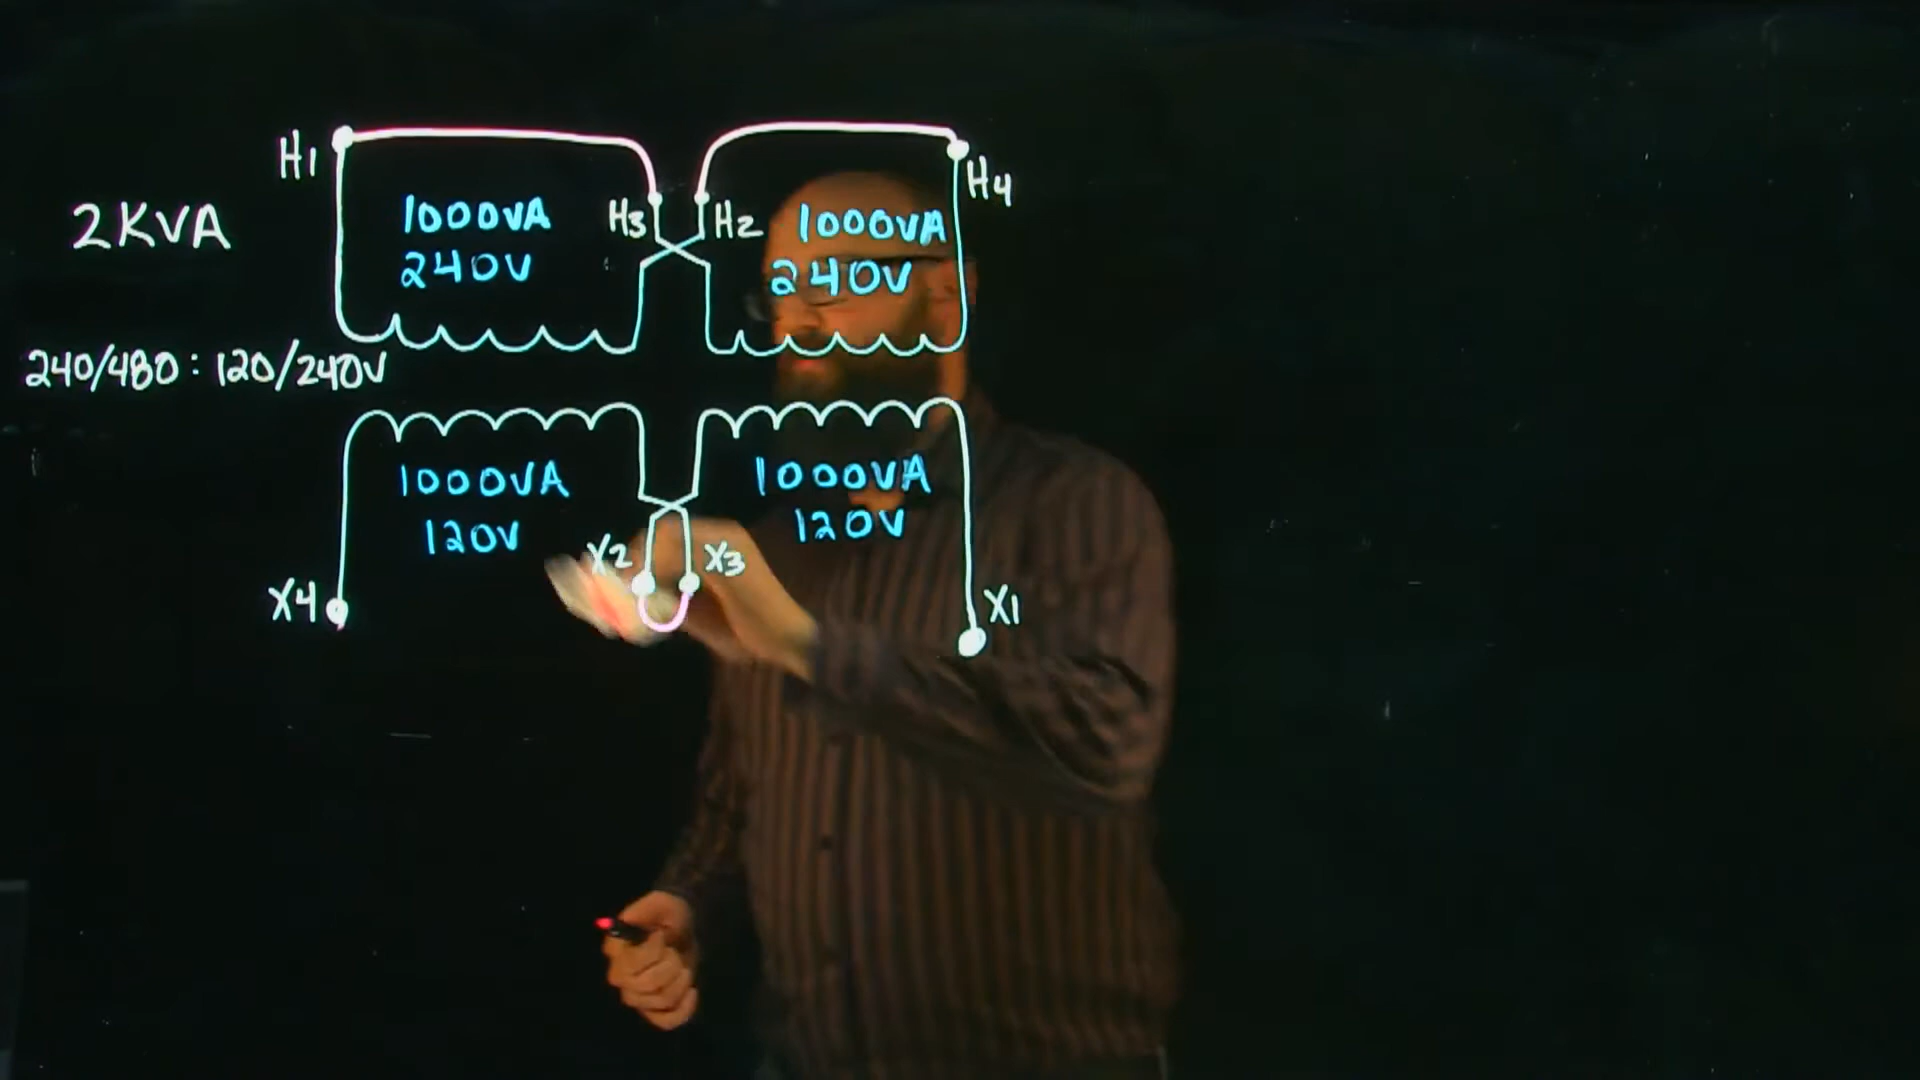 H1
H4
2KVA
1000VA
240V
H3
H2
1000VA
240V
240/480 : 120/240V
1000VA
120V
1000VA
120V
X2
X3
X4
X1